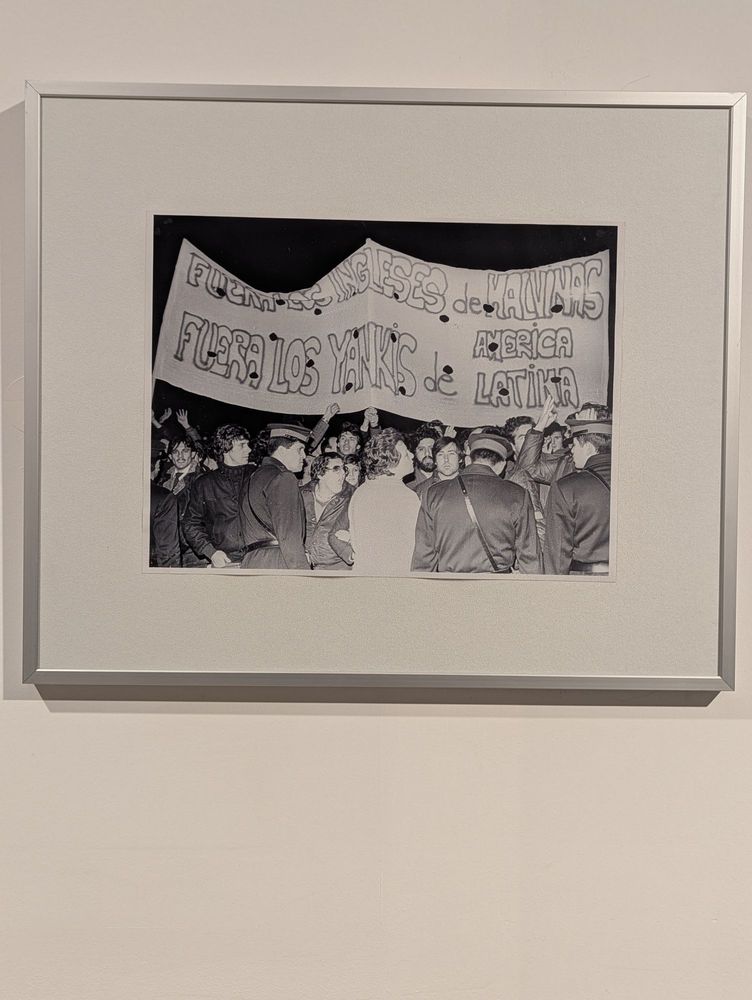 FUERA LOS INGLESES de MALVINAS
FUERA LOS YANKIS de AMERICA
LATINA